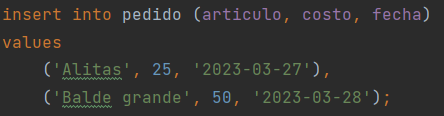 insert into pedido (articulo, costo, fecha)
values
('Alitas', 25, '2023-03-27'),
('Balde grande', 50, '2023-03-28');